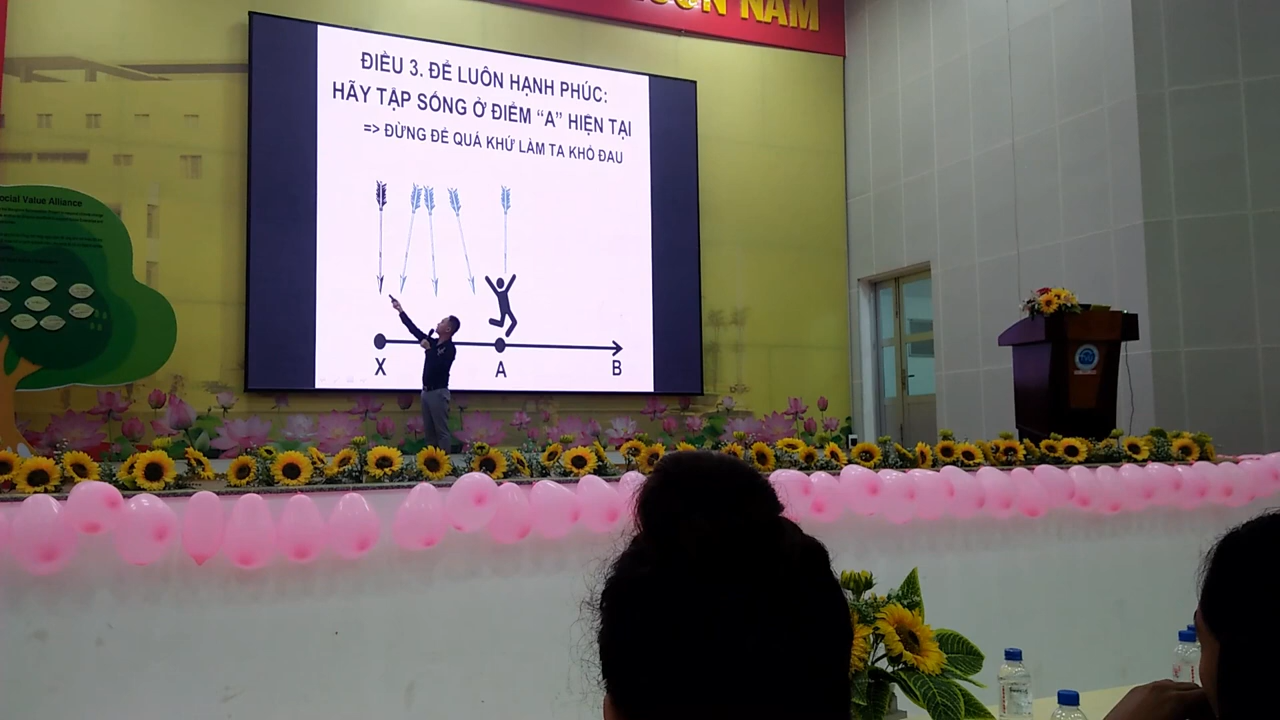 NĂM
ĐIỀU 3. ĐỂ LUÔN HẠNH PHÚC:
HÃY TẬP SỐNG Ở ĐIỂM “A” HIỆN TẠI
=> ĐỪNG ĐỂ QUÁ KHỨ LÀM TA KHỔ ĐAU
X A B
ocial Value Alliance